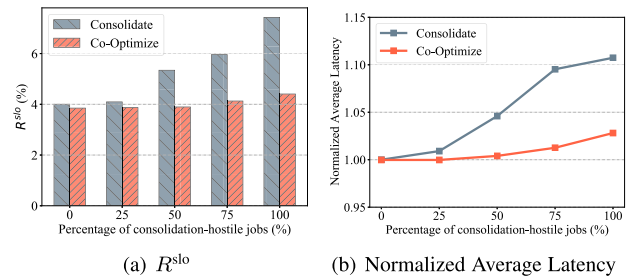 Consolidate
Co-Optimize
6
4
2
0
R^slo (%)
0 25 50 75 100
Percentage of consolidation-hostile jobs (%)
(a) R^slo
1.15
1.10
1.05
1.00
0.95
Normalized Average Latency
Consolidate
Co-Optimize
0 25 50 75 100
Percentage of consolidation-hostile jobs (%)
(b) Normalized Average Latency